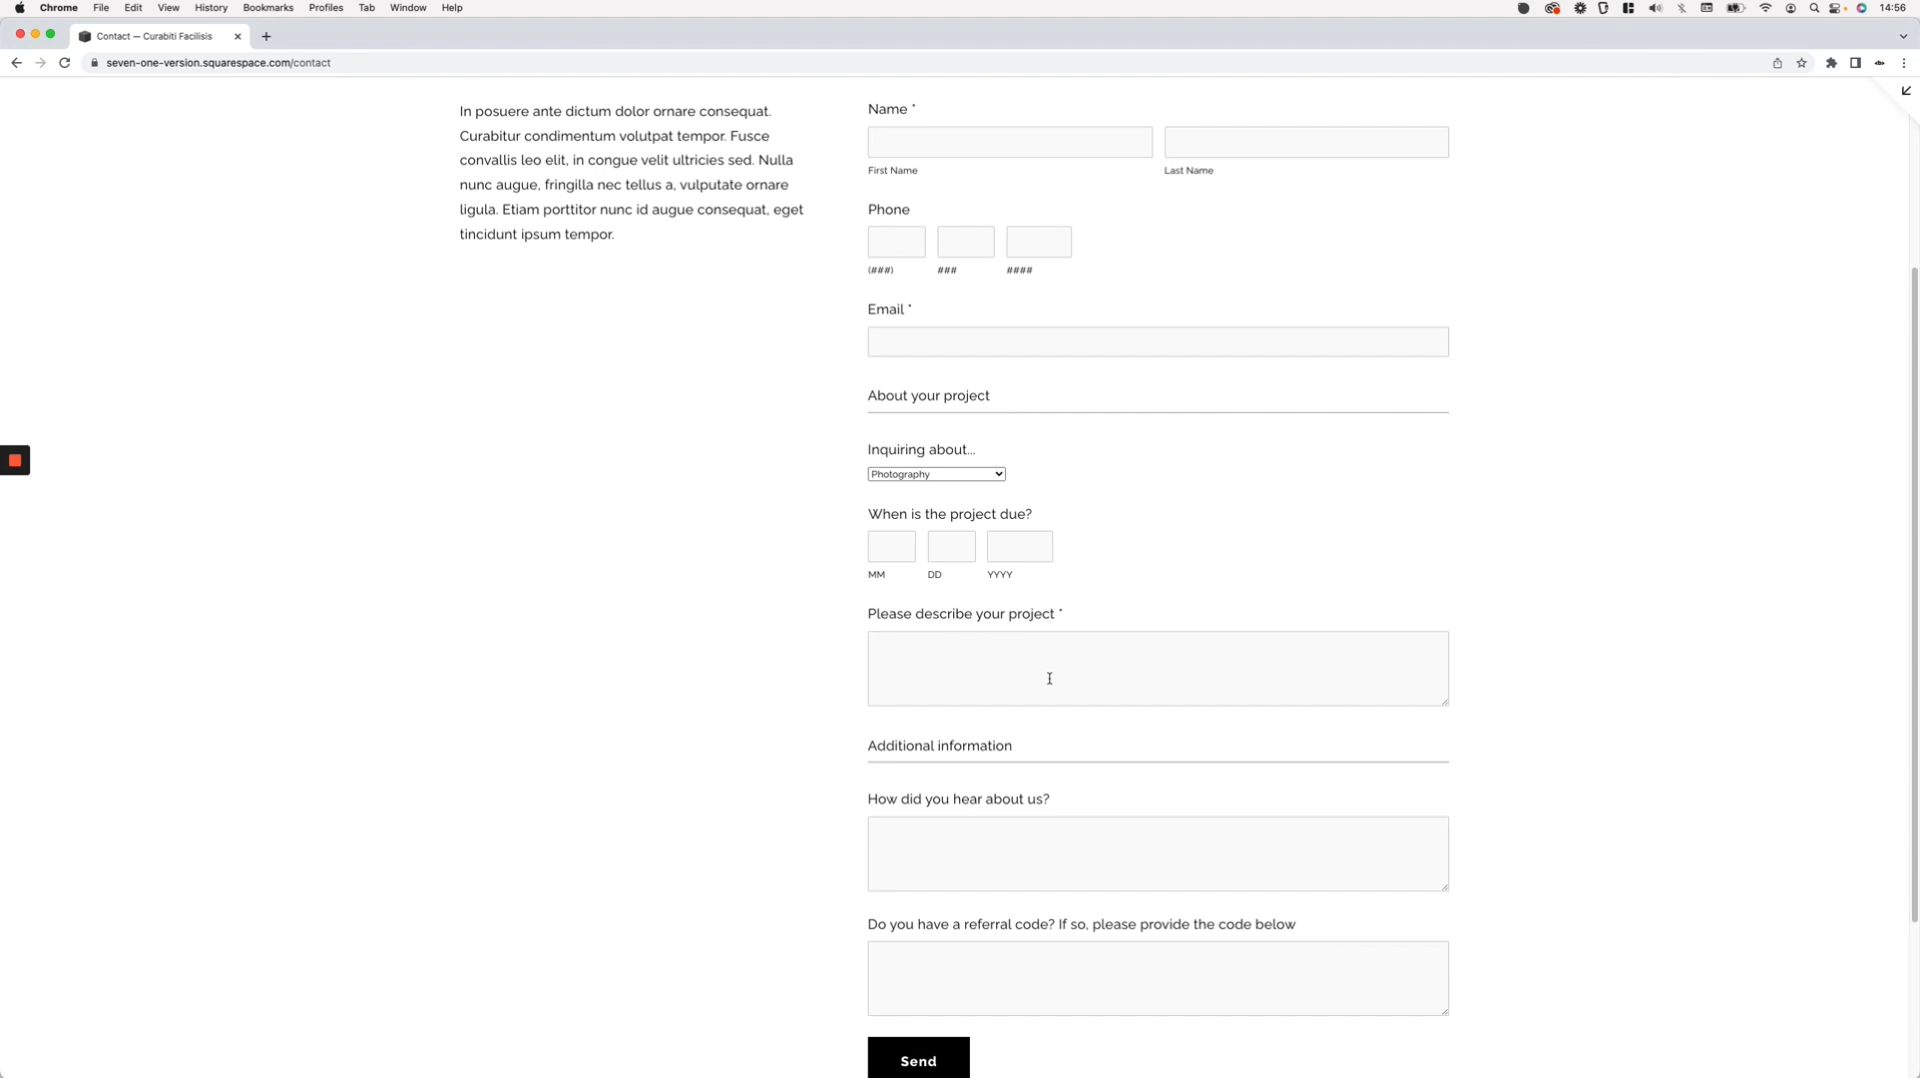 Chrome File Edit View History Bookmarks Profiles Tab Window Help 14:56
Contact — Curabiti Facilisis
seven-one-version.squarespace.com/contact
In posuere ante dictum dolor ornare consequat.
Curabitur condimentum volutpat tempor. Fusce
convallis leo elit, in congue velit ultricies sed. Nulla
nunc augue, fringilla nec tellus a, vulputate ornare
ligula. Etiam porttitor nunc id augue consequat, eget
tincidunt ipsum tempor.
Name *
First Name Last Name
Phone
(###) ### ####
Email *
About your project
Inquiring about...
Photography
When is the project due?
MM DD YYYY
Please describe your project *
Additional information
How did you hear about us?
Do you have a referral code? If so, please provide the code below
Send